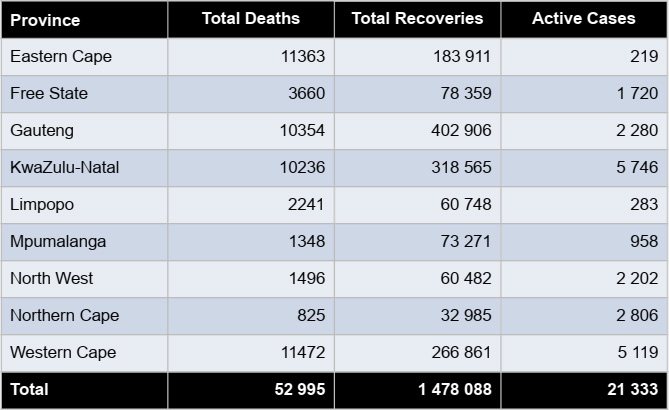 Province Total Deaths Total Recoveries Active Cases
Eastern Cape 11363 183 911 219
Free State 3660 78 359 1 720
Gauteng 10354 402 906 2 280
KwaZulu-Natal 10236 318 565 5 746
Limpopo 2241 60 748 283
Mpumalanga 1348 73 271 958
North West 1496 60 482 2 202
Northern Cape 825 32 985 2 806
Western Cape 11472 266 861 5 119
Total 52 995 1 478 088 21 333